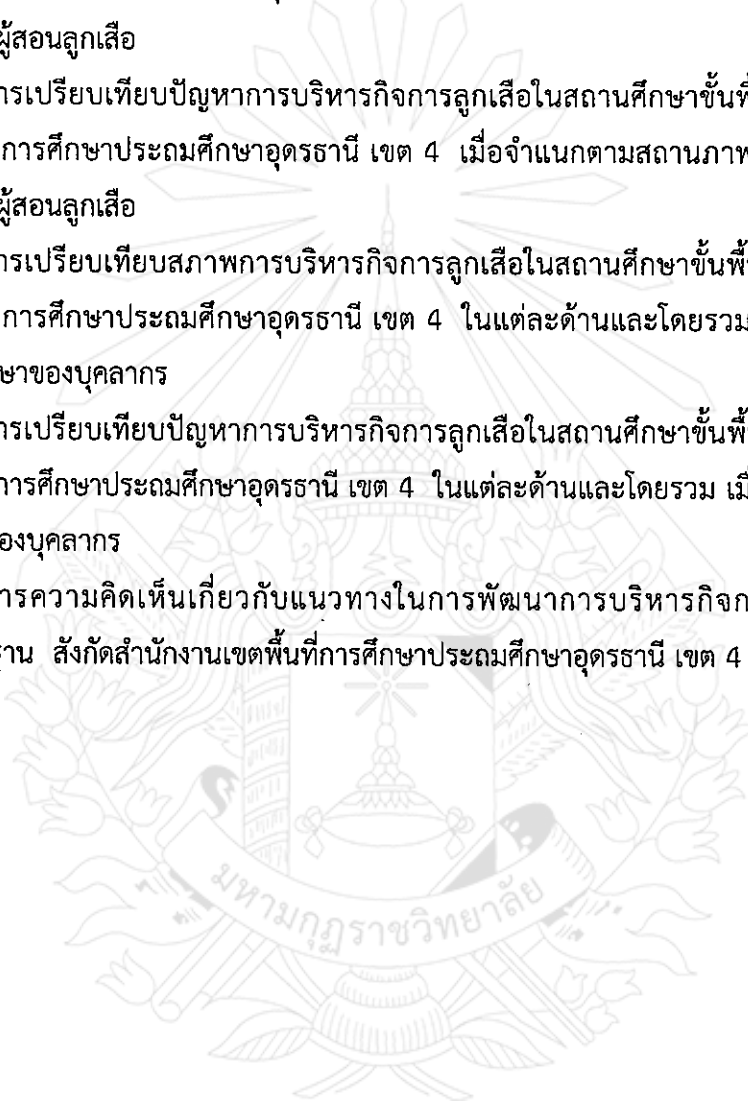 ผู้สอนลูกเสือ
ารเปรียบเทียบปัญหาการบริหารกิจการลูกเสือในสถานศึกษาขั้นพื้
การศึกษาประถมศึกษาอุดรธานี เขต 4 เมื่อจำแนกตามสถานภาพ
ผู้สอนลูกเสือ
ารเปรียบเทียบสภาพการบริหารกิจการลูกเสือในสถานศึกษาขั้นพื้
การศึกษาประถมศึกษาอุดรธานี เขต 4 ในแต่ละด้านและโดยรวม
ษาของบุคลากร
ารเปรียบเทียบปัญหาการบริหารกิจการลูกเสือในสถานศึกษาขั้นพื้
การศึกษาประถมศึกษาอุดรธานี เขต 4 ในแต่ละด้านและโดยรวม เมื่
องบุคลากร
ารความคิดเห็นเกี่ยวกับแนวทางในการพัฒนาการบริหารกิจก
ราน สังกัดสำนักงานเขตพื้นที่การศึกษาประถมศึกษาอุดรธานี เขต 4
มหามกุฏราชวิทยาลัย